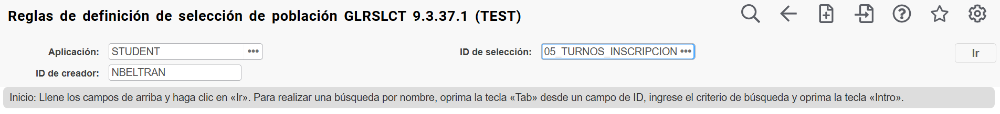 Reglas de definición de selección de población GLRSLCT 9.3.37.1 (TEST)
Aplicación: STUDENT ••• ID de selección: 05_TURNOS_INSCRIPCION ••• Ir
ID de creador: NBELTRAN
Inicio: Llene los campos de arriba y haga clic en «Ir». Para realizar una búsqueda por nombre, oprima la tecla «Tab» desde un campo de ID, ingrese el criterio de búsqueda y oprima la tecla «Intro».